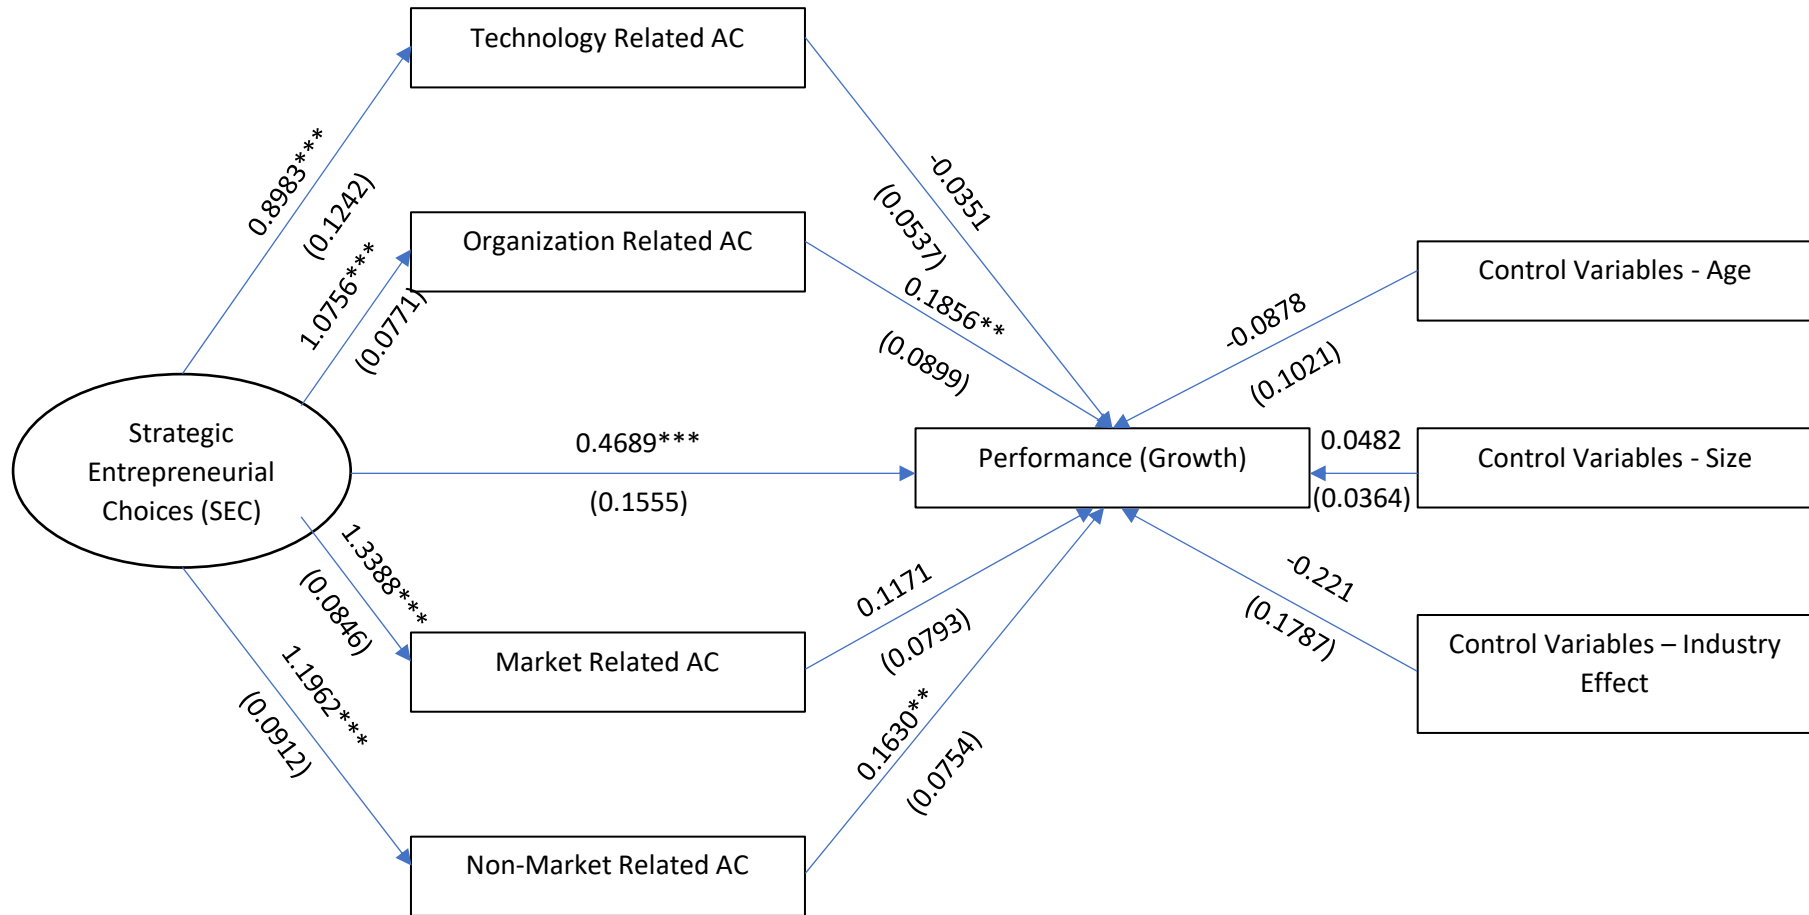 Technology Related AC
0.8983***
(0.1242)
-0.0351
(0.0537)
Organization Related AC
1.0756***
(0.0771)
0.1856**
(0.0899)
Control Variables - Age
-0.0878
(0.1021)
Strategic
Entrepreneurial
Choices (SEC)
0.4689***
(0.1555)
Performance (Growth)
0.0482
(0.0364)
Control Variables - Size
1.3388***
(0.0846)
Market Related AC
0.1171
(0.0793)
-0.221
(0.1787)
Control Variables – Industry
Effect
1.1962***
(0.0912)
0.1630**
(0.0754)
Non-Market Related AC